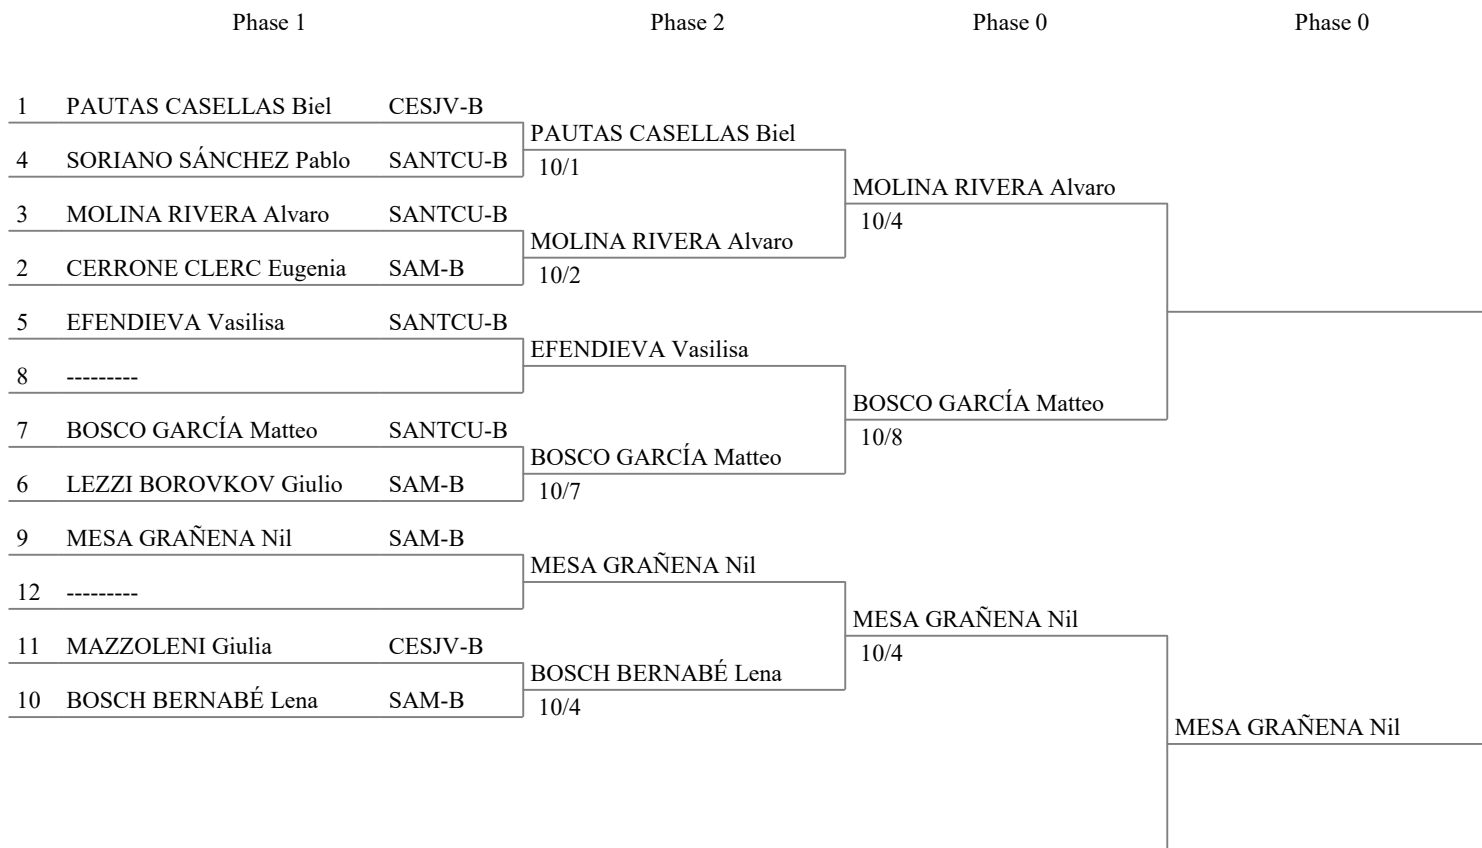 Phase 1 Phase 2 Phase 0 Phase 0
1 PAUTAS CASELLAS Biel CESJV-B
PAUTAS CASELLAS Biel
4 SORIANO SÁNCHEZ Pablo SANTCU-B
10/1
MOLINA RIVERA Alvaro
3 MOLINA RIVERA Alvaro SANTCU-B
10/4
MOLINA RIVERA Alvaro
2 CERRONE CLERC Eugenia SAM-B
10/2
5 EFENDIEVA Vasilisa SANTCU-B
EFENDIEVA Vasilisa
8 ---------
BOSCO GARCÍA Matteo
7 BOSCO GARCÍA Matteo SANTCU-B
10/8
BOSCO GARCÍA Matteo
6 LEZZI BOROVKOV Giulio SAM-B
10/7
9 MESA GRAÑENA Nil SAM-B
MESA GRAÑENA Nil
12 ---------
MESA GRAÑENA Nil
11 MAZZOLENI Giulia CESJV-B
10/4
BOSCH BERNABÉ Lena
10 BOSCH BERNABÉ Lena SAM-B
10/4
MESA GRAÑENA Nil